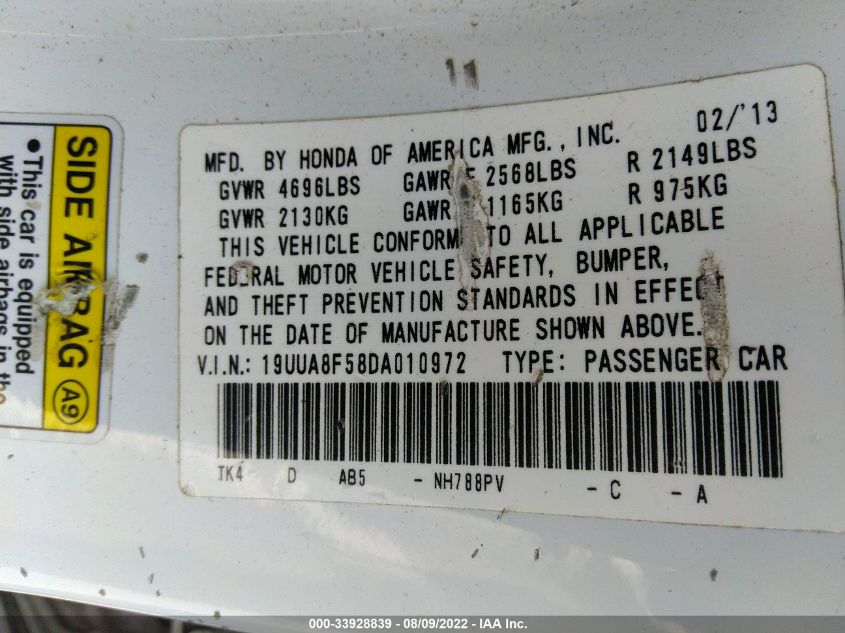 SIDE AIRBAG A9
●This car is equipped
with side airbags in the
02/'13
MFD. BY HONDA OF AMERICA MFG., INC.
GVWR 4696LBS GAWR F 2568LBS R 2149LBS
GVWR 2130KG GAWR 1165KG R 975KG
THIS VEHICLE CONFORM TO ALL APPLICABLE
FEDERAL MOTOR VEHICLE SAFETY, BUMPER,
AND THEFT PREVENTION STANDARDS IN EFFECT
ON THE DATE OF MANUFACTURE SHOWN ABOVE.
V.I.N.: 19UUA8F58DA010972 TYPE: PASSENGER CAR
TK4 D AB5 - NH788PV - C - A
000-33928839 - 08/09/2022 - IAA Inc.